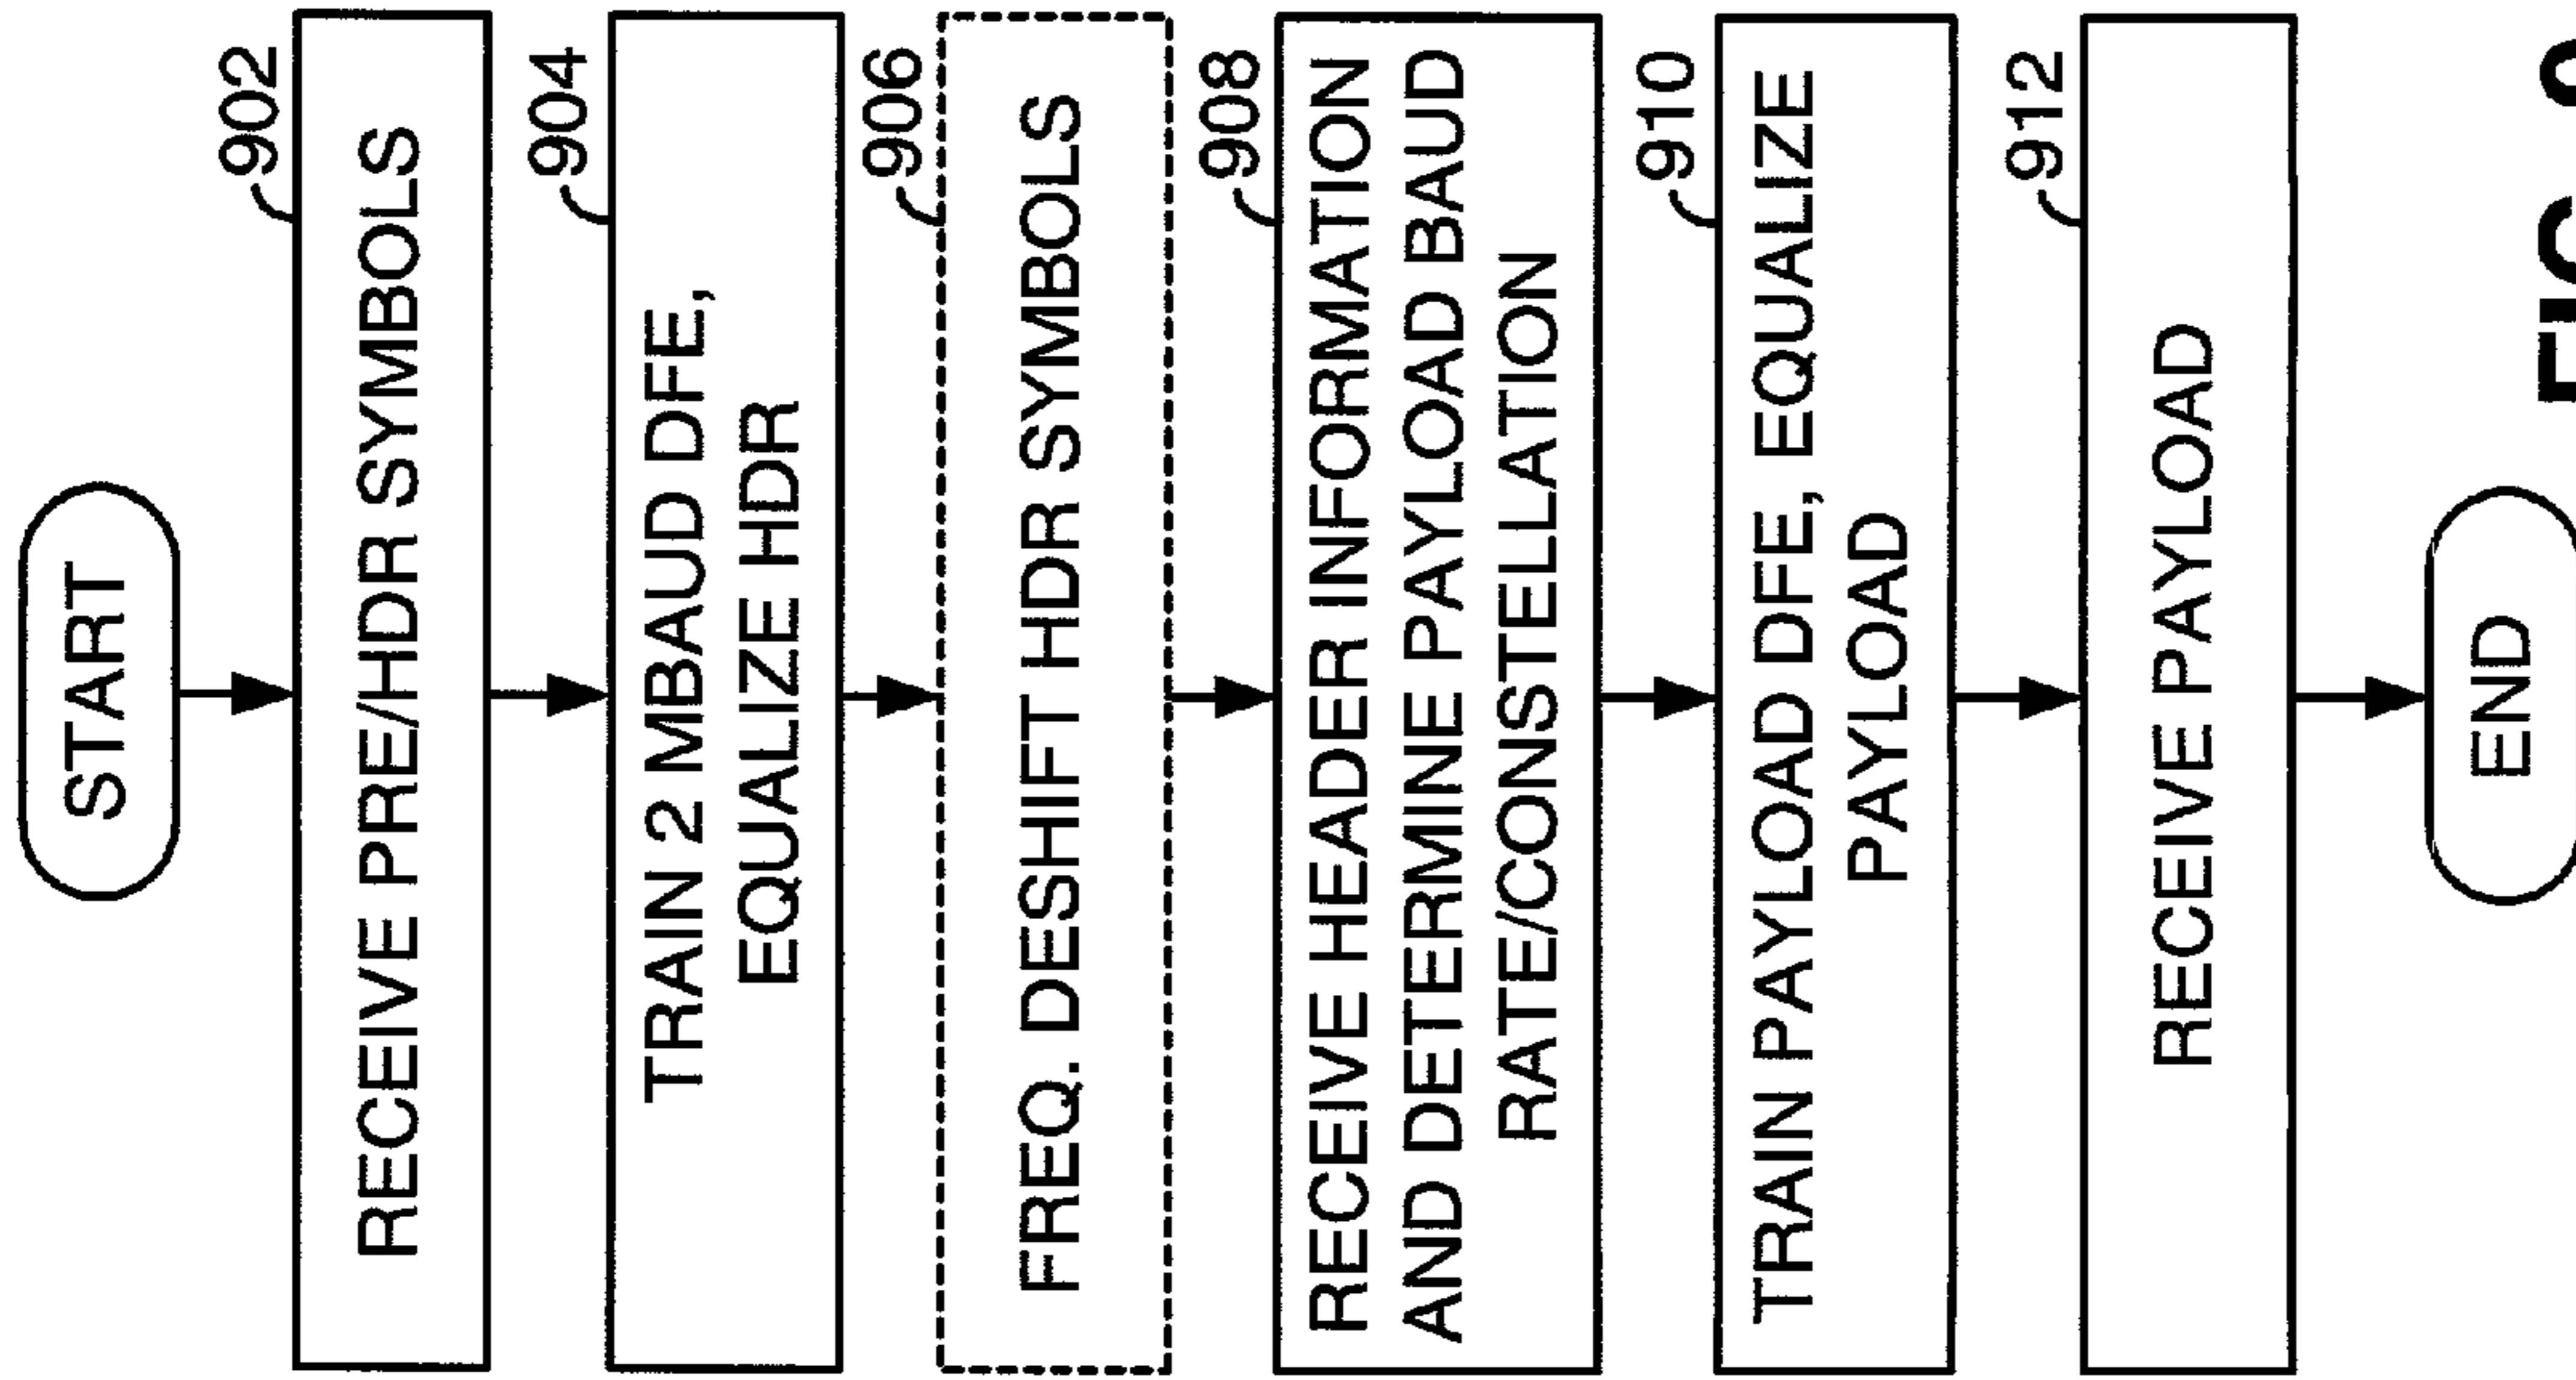 START
902
RECEIVE PRE/HDR SYMBOLS
904
TRAIN 2 MBAUD DFE,
EQUALIZE HDR
906
FREQ. DESHIFT HDR SYMBOLS
908
RECEIVE HEADER INFORMATION
AND DETERMINE PAYLOAD BAUD
RATE/CONSTELLATION
910
TRAIN PAYLOAD DFE, EQUALIZE
PAYLOAD
912
RECEIVE PAYLOAD
END